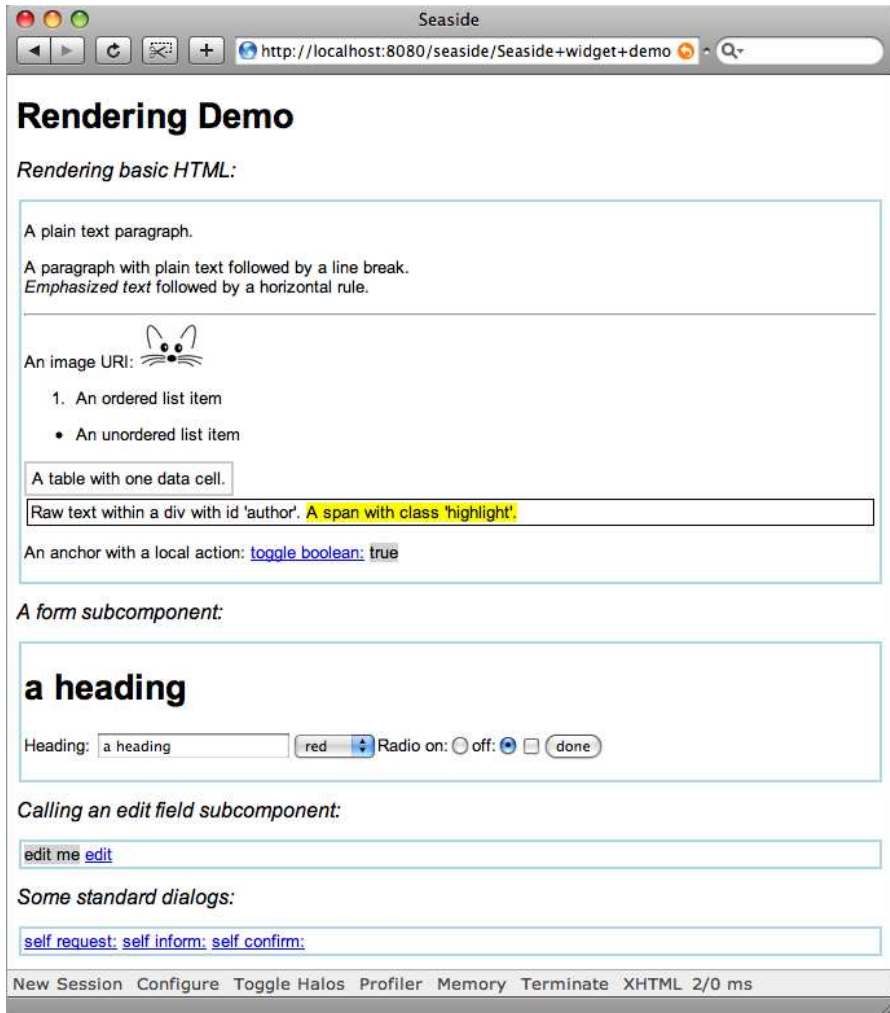 Seaside
http://localhost:8080/seaside/Seaside+widget+demo
Rendering Demo
Rendering basic HTML:
A plain text paragraph.
A paragraph with plain text followed by a line break.
Emphasized text followed by a horizontal rule.
An image URI:
1. An ordered list item
• An unordered list item
A table with one data cell.
Raw text within a div with id 'author'. A span with class 'highlight'.
An anchor with a local action: toggle boolean: true
A form subcomponent:
a heading
Heading: a heading red Radio on: off: done
Calling an edit field subcomponent:
edit me edit
Some standard dialogs:
self request: self inform: self confirm:
New Session Configure Toggle Halos Profiler Memory Terminate XHTML 2/0 ms